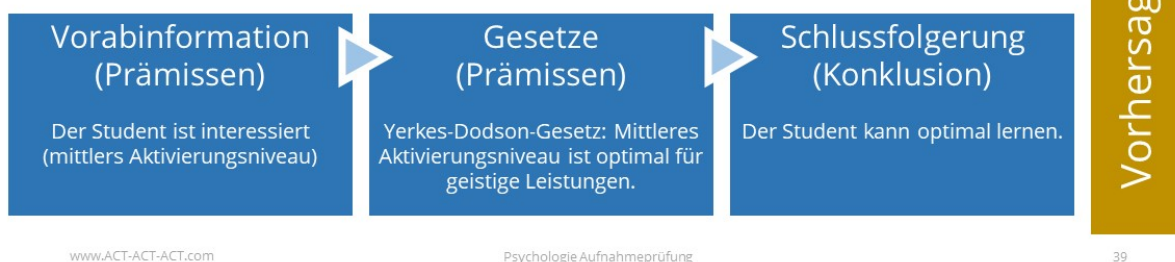 Vorabinformation
(Prämissen)
Der Student ist interessiert
(mittlers Aktivierungsniveau)
Gesetze
(Prämissen)
Yerkes-Dodson-Gesetz: Mittleres
Aktivierungsniveau ist optimal für
geistige Leistungen.
Schlussfolgerung
(Konklusion)
Der Student kann optimal lernen.
Vorhersag
www.ACT-ACT-ACT.com
Psychologie Aufnahmeprüfung
39